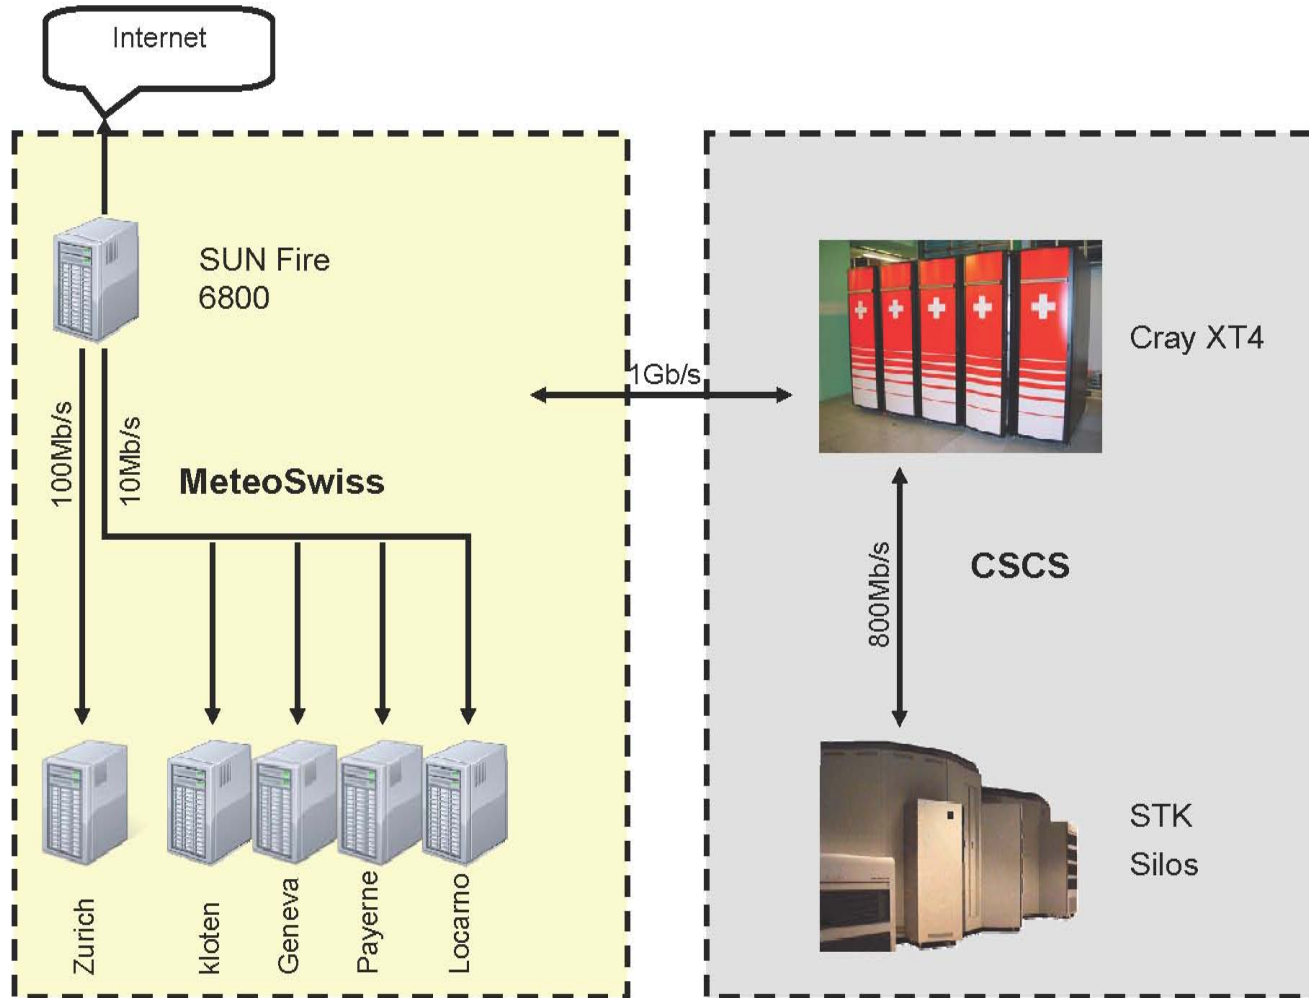 Internet
SUN Fire
6800
100Mb/s
10Mb/s
MeteoSwiss
Zurich
kloten
Geneva
Payerne
Locarno
1Gb/s
Cray XT4
800Mb/s
CSCS
STK
Silos